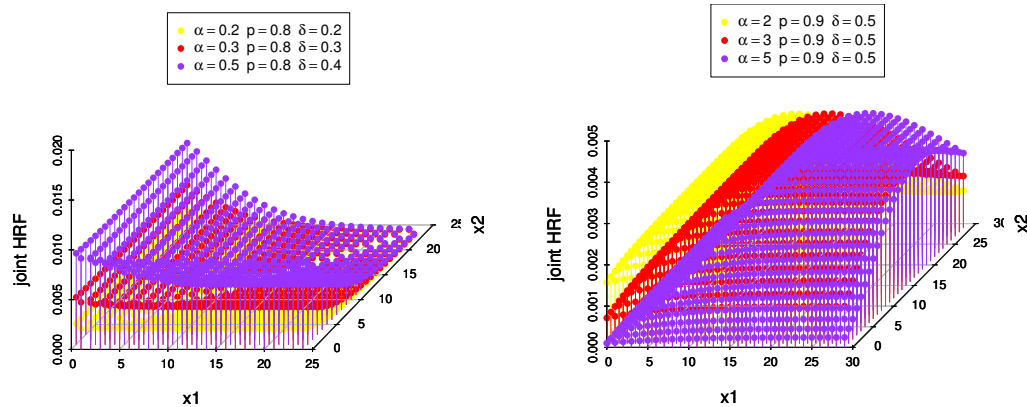 α = 0.2 p = 0.8 δ = 0.2
α = 0.3 p = 0.8 δ = 0.3
α = 0.5 p = 0.8 δ = 0.4
joint HRF
0.000
0.005
0.010
0.015
0.020
0 5 10 15 20 25
x1
0
5
10
15
20
x2
α = 2 p = 0.9 δ = 0.5
α = 3 p = 0.9 δ = 0.5
α = 5 p = 0.9 δ = 0.5
joint HRF
0.000
0.001
0.002
0.003
0.004
0.005
0 5 10 15 20 25 30
x1
0
5
10
15
20
25
x2